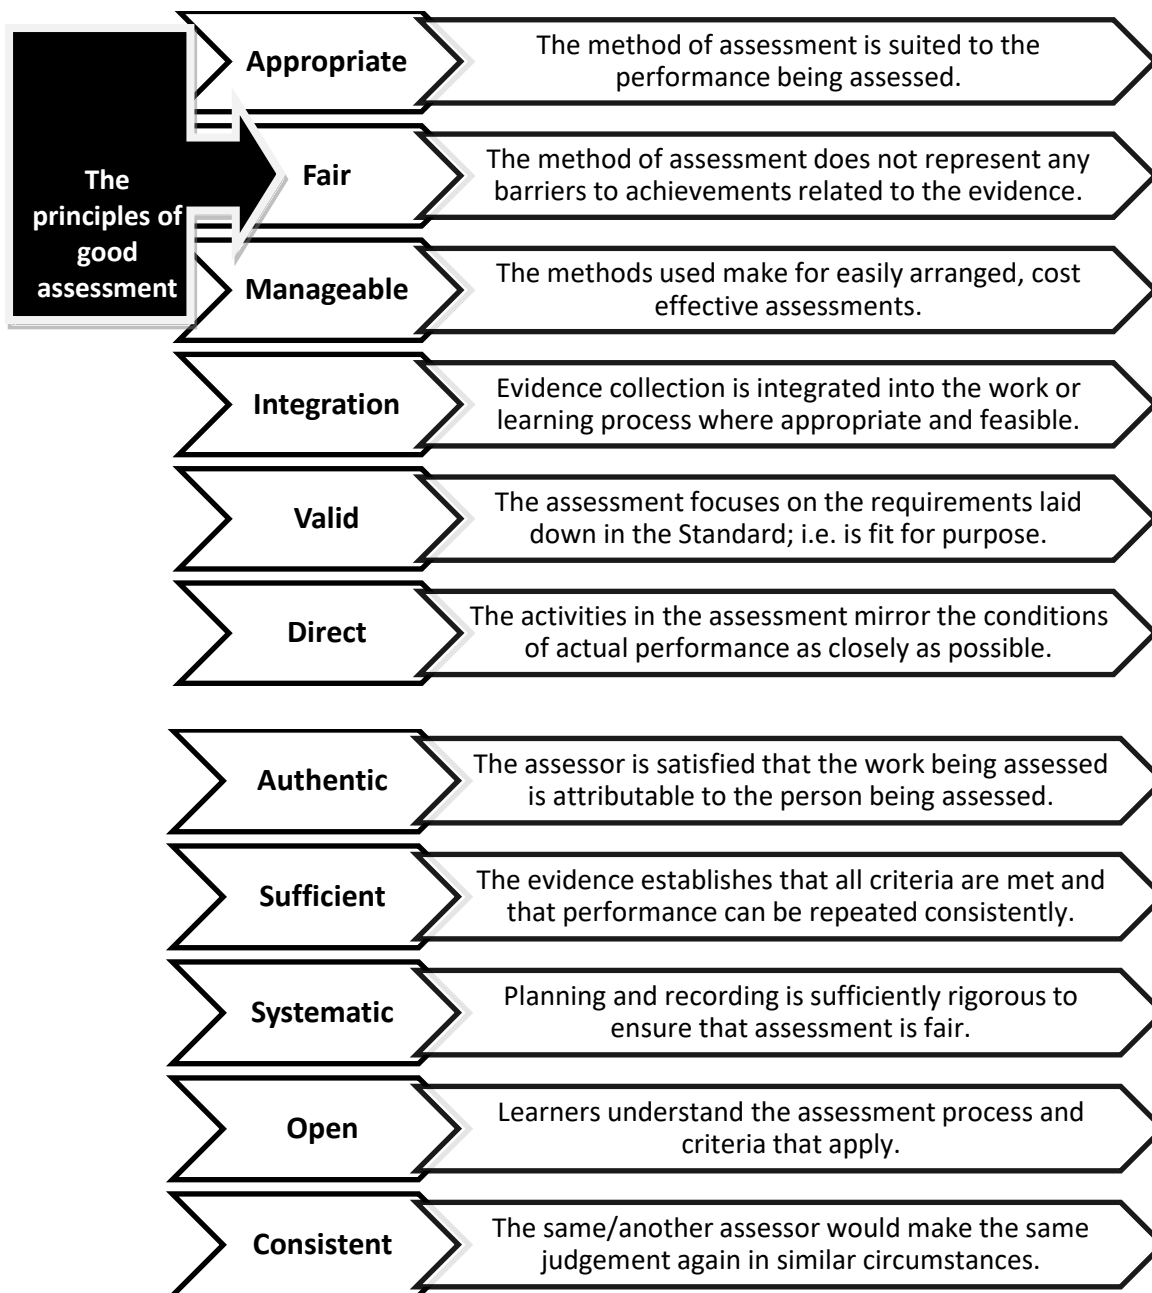 The
principles of
good
assessment
Appropriate
The method of assessment is suited to the
performance being assessed.
Fair
The method of assessment does not represent any
barriers to achievements related to the evidence.
Manageable
The methods used make for easily arranged, cost
effective assessments.
Integration
Evidence collection is integrated into the work or
learning process where appropriate and feasible.
Valid
The assessment focuses on the requirements laid
down in the Standard; i.e. is fit for purpose.
Direct
The activities in the assessment mirror the conditions
of actual performance as closely as possible.
Authentic
The assessor is satisfied that the work being assessed
is attributable to the person being assessed.
Sufficient
The evidence establishes that all criteria are met and
that performance can be repeated consistently.
Systematic
Planning and recording is sufficiently rigorous to
ensure that assessment is fair.
Open
Learners understand the assessment process and
criteria that apply.
Consistent
The same/another assessor would make the same
judgement again in similar circumstances.